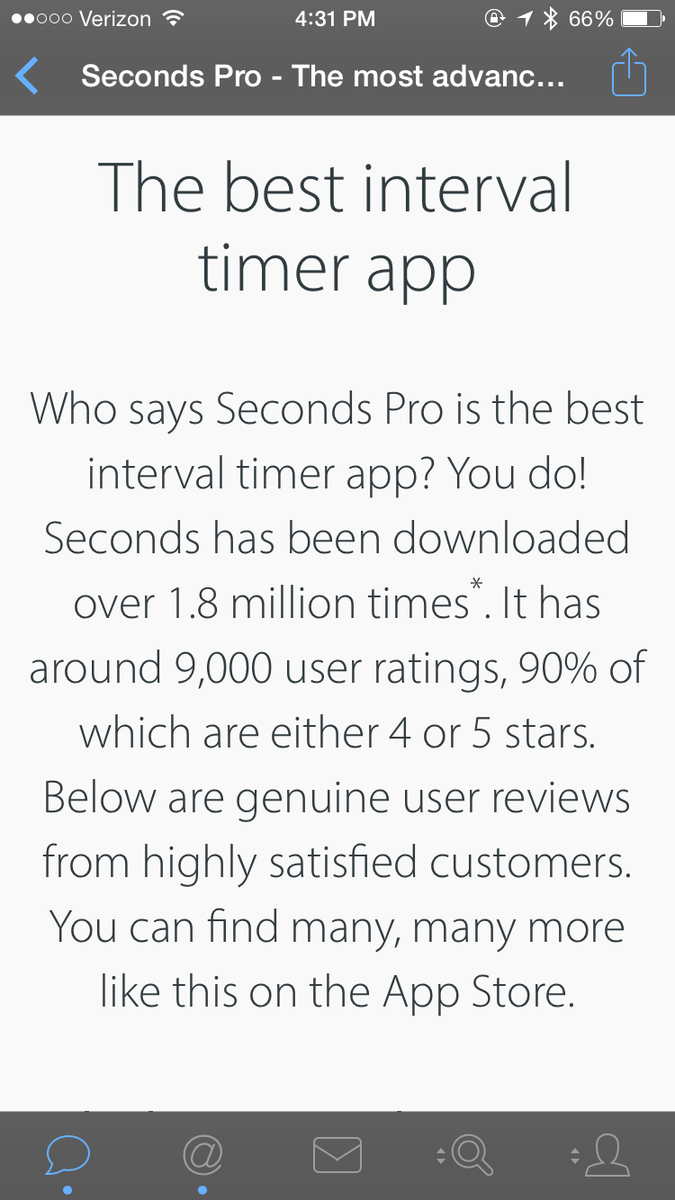 Verizon 4:31 PM 66%
Seconds Pro - The most advanc...
The best interval
timer app
Who says Seconds Pro is the best
interval timer app? You do!
Seconds has been downloaded
over 1.8 million times*. It has
around 9,000 user ratings, 90% of
which are either 4 or 5 stars.
Below are genuine user reviews
from highly satisfied customers.
You can find many, many more
like this on the App Store.
@